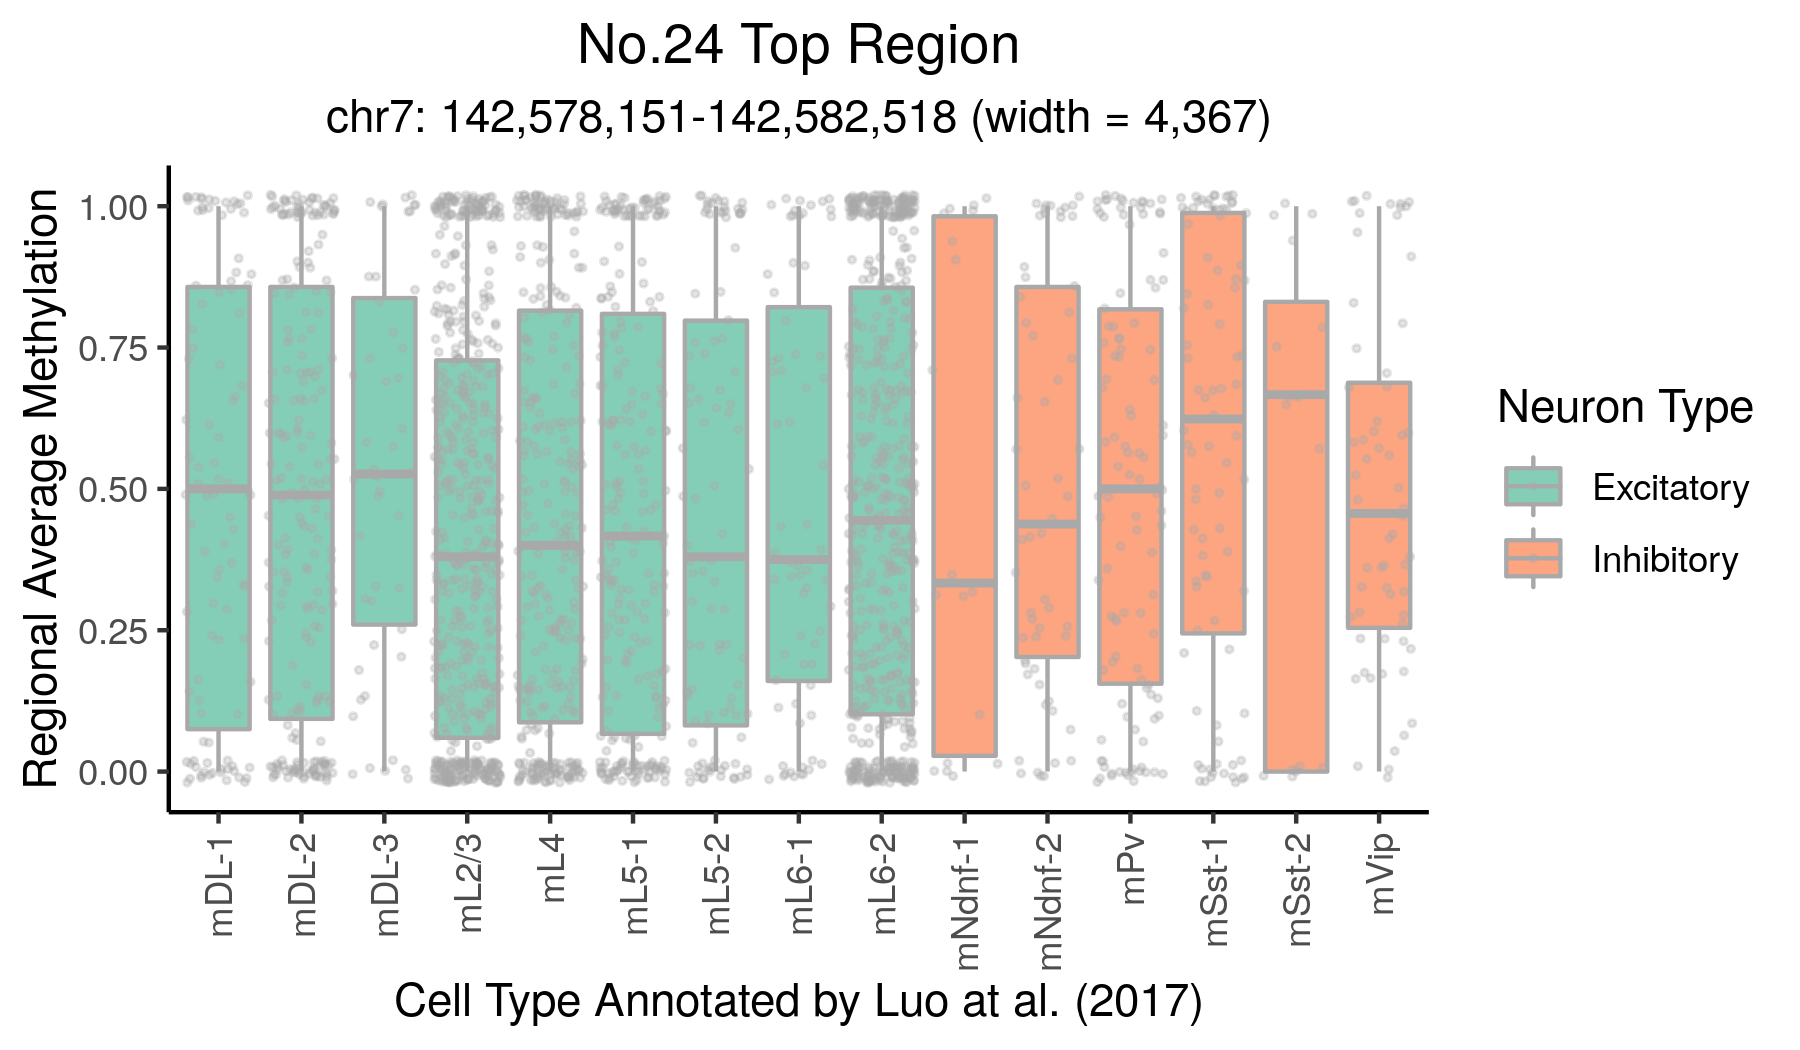 No.24 Top Region
chr7: 142,578,151-142,582,518 (width = 4,367)
Regional Average Methylation
1.00
0.75
0.50
0.25
0.00
mDL-1
mDL-2
mDL-3
mL2/3
mL4
mL5-1
mL5-2
mL6-1
mL6-2
mNdnf-1
mNdnf-2
mPv
mSst-1
mSst-2
mVip
Cell Type Annotated by Luo at al. (2017)
Neuron Type
Excitatory
Inhibitory